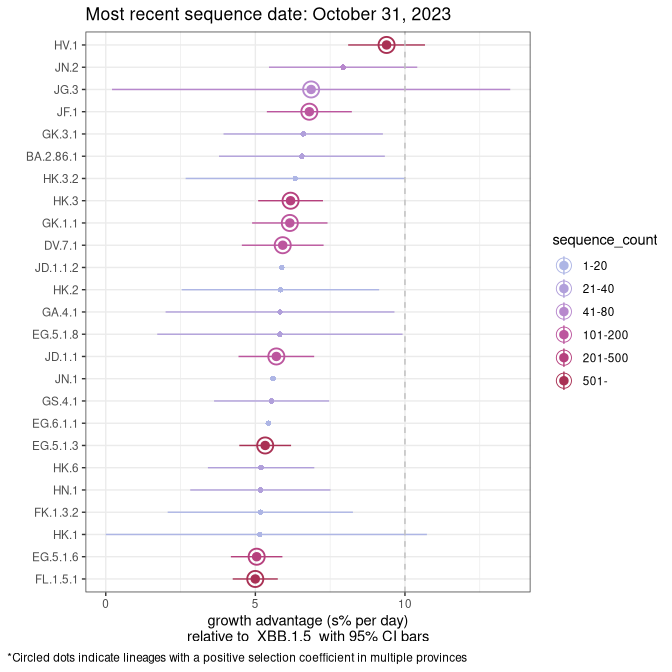 Most recent sequence date: October 31, 2023
HV.1
JN.2
JG.3
JF.1
GK.3.1
BA.2.86.1
HK.3.2
HK.3
GK.1.1
DV.7.1
JD.1.1.2
HK.2
GA.4.1
EG.5.1.8
JD.1.1
JN.1
GS.4.1
EG.6.1.1
EG.5.1.3
HK.6
HN.1
FK.1.3.2
HK.1
EG.5.1.6
FL.1.5.1
0 5 10
growth advantage (s% per day)
relative to XBB.1.5 with 95% CI bars
sequence_count
1-20
21-40
41-80
101-200
201-500
501-
*Circled dots indicate lineages with a positive selection coefficient in multiple provinces